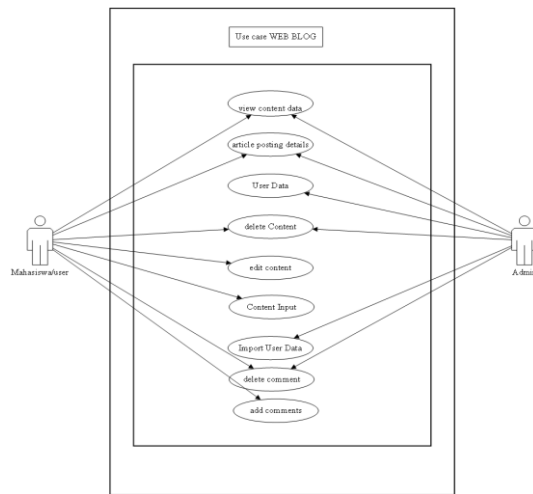 Use case WEB BLOG
view content data
article posting details
User Data
delete Content
edit content
Mahasiswa/user
Admin
Content Input
Import User Data
delete comment
add comments